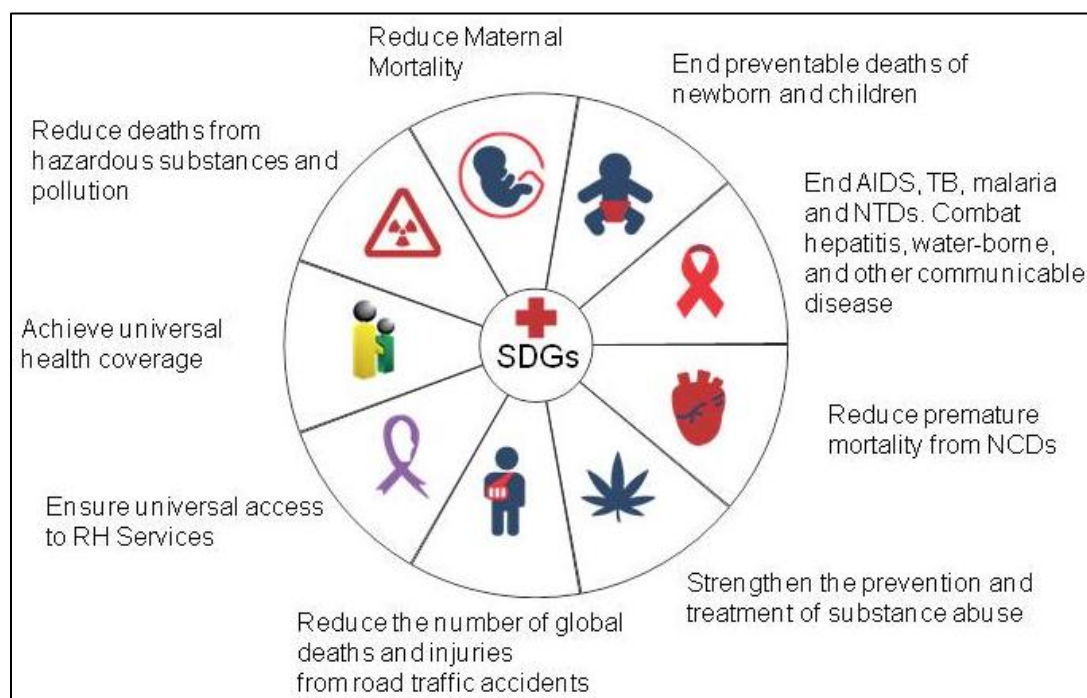 Reduce Maternal
Mortality
End preventable deaths of
newborn and children
Reduce deaths from
hazardous substances and
pollution
End AIDS, TB, malaria
and NTDs. Combat
hepatitis, water-borne,
and other communicable
disease
Achieve universal
health coverage
SDGs
Reduce premature
mortality from NCDs
Ensure universal access
to RH Services
Strengthen the prevention and
treatment of substance abuse
Reduce the number of global
deaths and injuries
from road traffic accidents